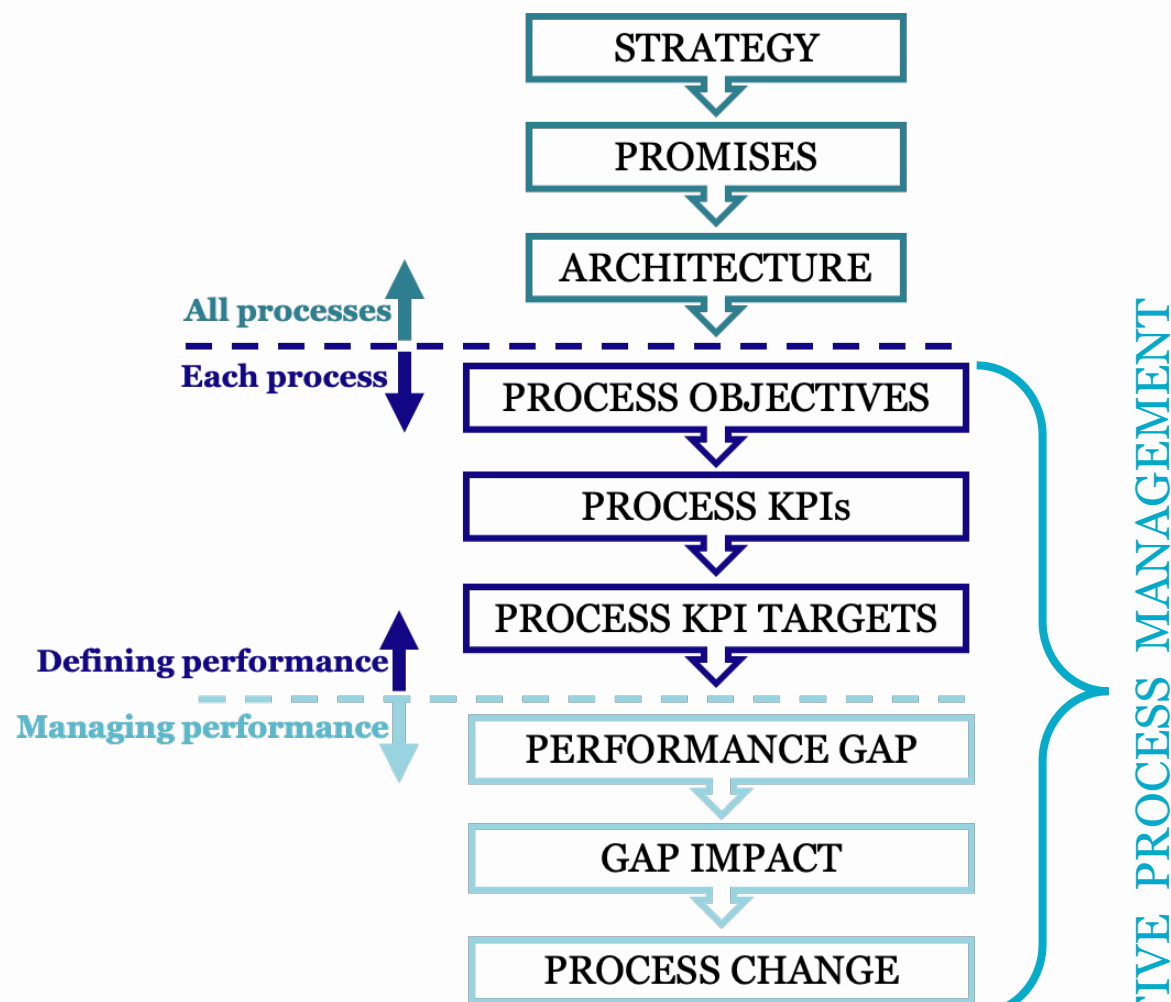 STRATEGY
PROMISES
ARCHITECTURE
All processes
Each process
PROCESS OBJECTIVES
PROCESS KPIs
PROCESS KPI TARGETS
Defining performance
Managing performance
PERFORMANCE GAP
GAP IMPACT
PROCESS CHANGE
PROCESS MANAGEMENT